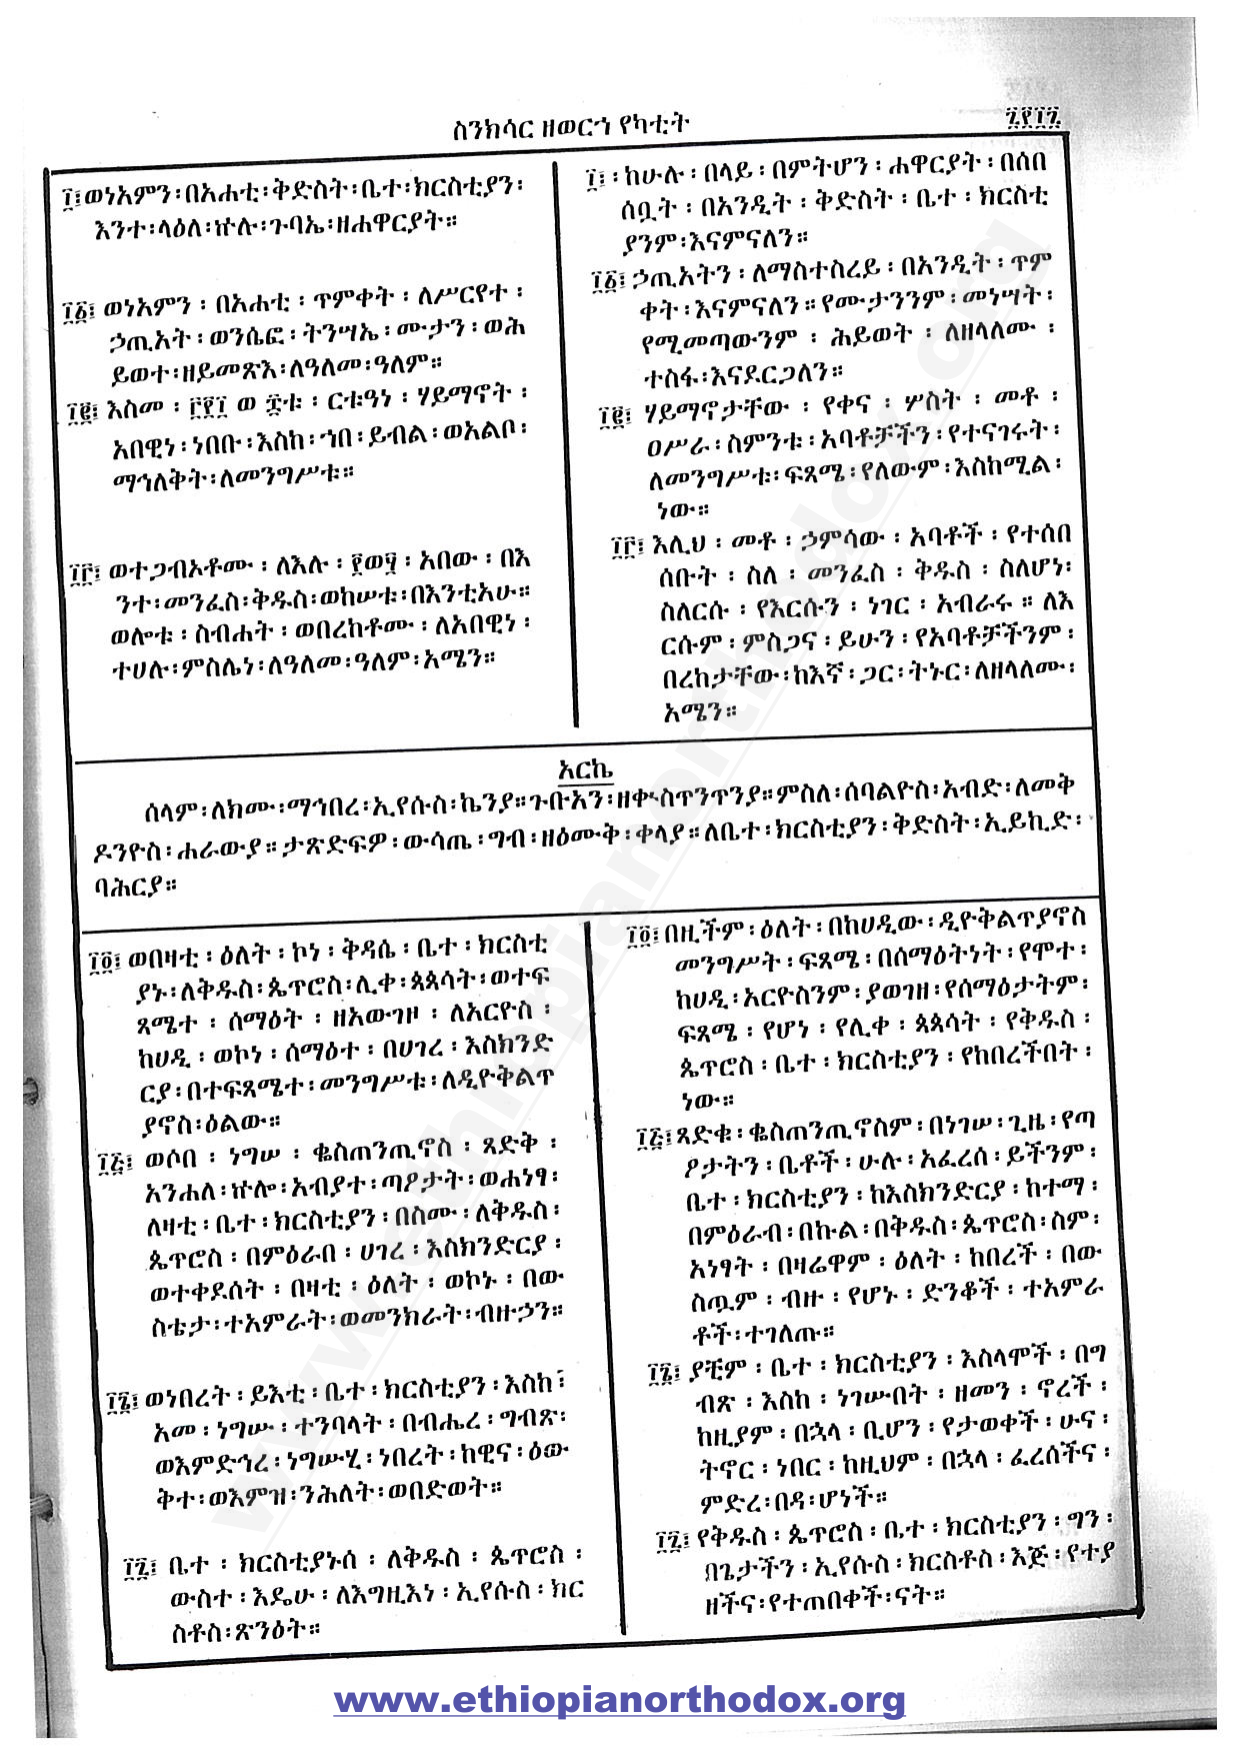 ስንክሳር ዘወርኀ የካቲት
፲፤ወነአምን፡በአሐቲ፡ቅድስት፡ቤተ፡ክርስቲያን፡
እንተ፡ላዕለ፡ኵሉ፡ጉባኤ፡ዘሐዋርያት።
፲፩፤ ወነአምን፡በአሐቲ፡ጥምቀት፡ለሥርየተ፡
ኃጢአት፡ወንሴፎ፡ትንሣኤ፡ሙታን፡ወሕ
ይወተ፡ዘይመጽእ፡ለዓለመ፡ዓለም።
፲፪፤ እስመ፡፫፻፲ ወ ፰ቱ፡ርቱዓነ፡ሃይማኖት፡
አበዊነ፡ነበቡ፡እስከ፡ኀበ፡ይብል፡ወአልቦ፡
ማኅለቅት፡ለመንግሥቱ።
፲፫፤ ወተጋብኦቶሙ፡ለእሉ፡፻ወ፶፡አበው፡በእ
ንተ፡መንፈስ፡ቅዱስ፡ወከሠቱ፡በእንቲአሁ።
ወሎቱ፡ስብሐት፡ወበረከቶሙ፡ለአበዊነ፡
ተሀሉ፡ምስሌነ፡ለዓለመ፡ዓለም፡አሜን።
፲፤፡ከሁሉ፡በላይ፡በምትሆን፡ሐዋርያት፡በሰበ
ሰቧት፡በአንዲት፡ቅድስት፡ቤተ፡ክርስቲ
ያንም፡እናምናለን።
፲፩፤ኃጢአትን፡ለማስተስረይ፡በአንዲት፡ጥም
ቀት፡እናምናለን።የሙታንንም፡መነሣት፡
የሚመጣውንም፡ሕይወት፡ለዘላለሙ፡
ተስፋ፡እናደርጋለን።
፲፪፤ ሃይማኖታቸው፡የቀና፡ሦስት፡መቶ፡
ዐሥራ፡ስምንቱ፡አባቶቻችን፡የተናገሩት፡
ለመንግሥቱ፡ፍጻሜ፡የለውም፡እስከሚል፡
ነው።
፲፫፤ እሊህ፡መቶ፡ኃምሳው፡አባቶች፡የተሰበ
ሰቡት፡ስለ፡መንፈስ፡ቅዱስ፡ስለሆነ፡
ስለርሱ፡የእርሱን፡ነገር፡አብራሩ።ለእ
ርሱም፡ምስጋና፡ይሁን፡የአባቶቻችንም፡
በረከታቸው፡ከእኛ፡ጋር፡ትኑር፡ለዘላለሙ፡
አሜን።
አርኬ
ሰላም፡ለክሙ፡ማኅበረ፡ኢየሱስ፡ኬንያ።ጉቡአን፡ዘቍስጥንጥንያ።ምስለ፡ሰባልዮስ፡አብድ፡ለመቅ
ዶንዮስ፡ሐራውያ።ታጽድፍዎ፡ውሳጤ፡ግብ፡ዘዕሙቅ፡ቀላያ።ለቤተ፡ክርስቲያን፡ቅድስት፡ኢይኪድ፡
ባሕርያ።
፲፬፤ ወበዛቲ፡ዕለት፡ኮነ፡ቅዳሴ፡ቤተ፡ክርስቲ
ያኑ፡ለቅዱስ፡ጴጥሮስ፡ሊቀ፡ጳጳሳት፡ወተፍ
ጻሜተ፡ሰማዕት፡ዘአውገዞ፡ለአርዮስ፡
ከሀዲ፡ወኮነ፡ሰማዕተ፡በሀገረ፡እስክንድ
ርያ፡በተፍጻሜተ፡መንግሥቱ፡ለዲዮቅልጥ
ያኖስ፡ዕልው።
፲፭፤ ወሶበ፡ነግሠ፡ቈስጠንጢኖስ፡ጻድቅ፡
አንሐለ፡ኵሎ፡አብያተ፡ጣዖታት፡ወሐነፃ፡
ለዛቲ፡ቤተ፡ክርስቲያን፡በስሙ፡ለቅዱስ፡
ጴጥሮስ፡በምዕራበ፡ሀገረ፡እስክንድርያ፡
ወተቀደሰት፡በዛቲ፡ዕለት፡ወኮኑ፡በው
ስቴታ፡ተአምራት፡ወመንክራት፡ብዙኃን።
፲፮፤ወነበረት፡ይእቲ፡ቤተ፡ክርስቲያን፡እስከ፡
አመ፡ነግሡ፡ተንባላት፡በብሔረ፡ግብጽ፡
ወእምድኅረ፡ነግሡሂ፡ነበረት፡ከዊና፡ዕው
ቅተ፡ወእምዝ፡ንሕለት፡ወበድወት።
፲፯፤ ቤተ፡ክርስቲያኑሰ፡ለቅዱስ፡ጴጥሮስ፡
ውስተ፡እዴሁ፡ለእግዚእነ፡ኢየሱስ፡ክር
ስቶስ፡ጽንዕት።
፲፬፤በዚችም፡ዕለት፡በከሀዲው፡ዲዮቅልጥያኖስ
መንግሥት፡ፍጻሜ፡በሰማዕትነት፡የሞተ፡
ከሀዲ፡አርዮስንም፡ያወገዘ፡የሰማዕታትም፡
ፍጻሜ፡የሆነ፡የሊቀ፡ጳጳሳት፡የቅዱስ፡
ጴጥሮስ፡ቤተ፡ክርስቲያን፡የከበረችበት፡
ነው።
፲፭፤ጻድቁ፡ቈስጠንጢኖስም፡በነገሠ፡ጊዜ፡የጣ
ዖታትን፡ቤቶች፡ሁሉ፡አፈረሰ፡ይችንም፡
ቤተ፡ክርስቲያን፡ከእስክንድርያ፡ከተማ፡
በምዕራብ፡በኩል፡በቅዱስ፡ጴጥሮስ፡ስም፡
አነፃት፡በዛሬዋም፡ዕለት፡ከበረች፡በው
ስጧም፡ብዙ፡የሆኑ፡ድንቆች፡ተአምራ
ቶች፡ተገለጡ።
፲፮፤ ያቺም፡ቤተ፡ክርስቲያን፡እስላሞች፡በግ
ብጽ፡እስከ፡ነገሡበት፡ዘመን፡ኖረች፡
ከዚያም፡በኋላ፡ቢሆን፡የታወቀች፡ሁና፡
ትኖር፡ነበር፡ከዚህም፡በኋላ፡ፈረሰችና፡
ምድረ፡በዳ፡ሆነች።
፲፯፤የቅዱስ፡ጴጥሮስ፡ቤተ፡ክርስቲያን፡ግን፡
በጌታችን፡ኢየሱስ፡ክርስቶስ፡እጅ፡የተያ
ዘችና፡የተጠበቀች፡ናት።
www.ethiopianorthodox.org
www.ethiopianorthodox.org